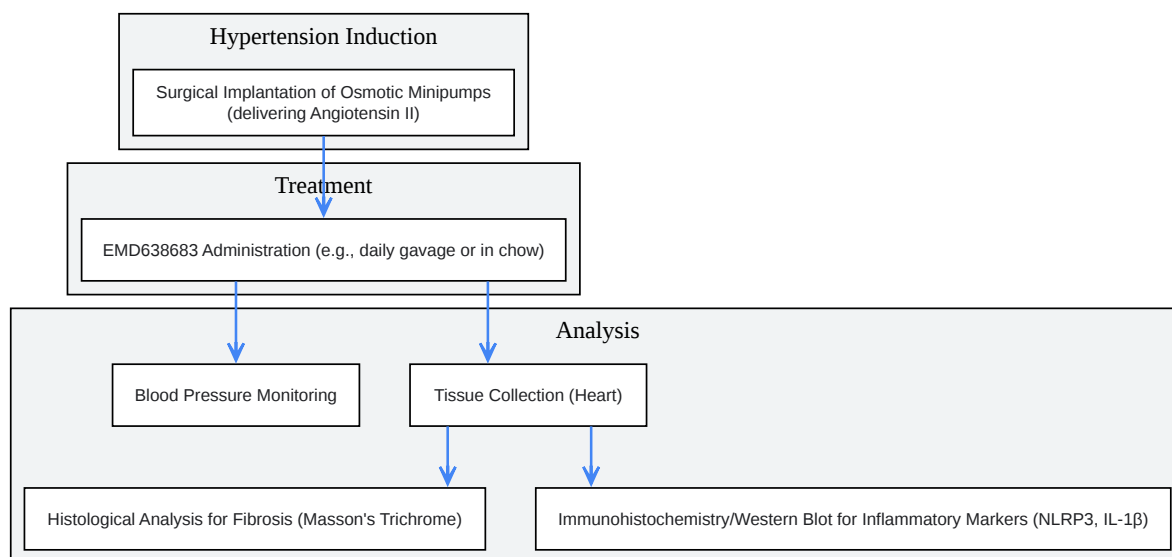 Hypertension Induction
Surgical Implantation of Osmotic Minipumps
(delivering Angiotensin II)
Treatment
EMD638683 Administration (e.g., daily gavage or in chow)
Analysis
Blood Pressure Monitoring
Tissue Collection (Heart)
Histological Analysis for Fibrosis (Masson's Trichrome)
Immunohistochemistry/Western Blot for Inflammatory Markers (NLRP3, IL-1β)